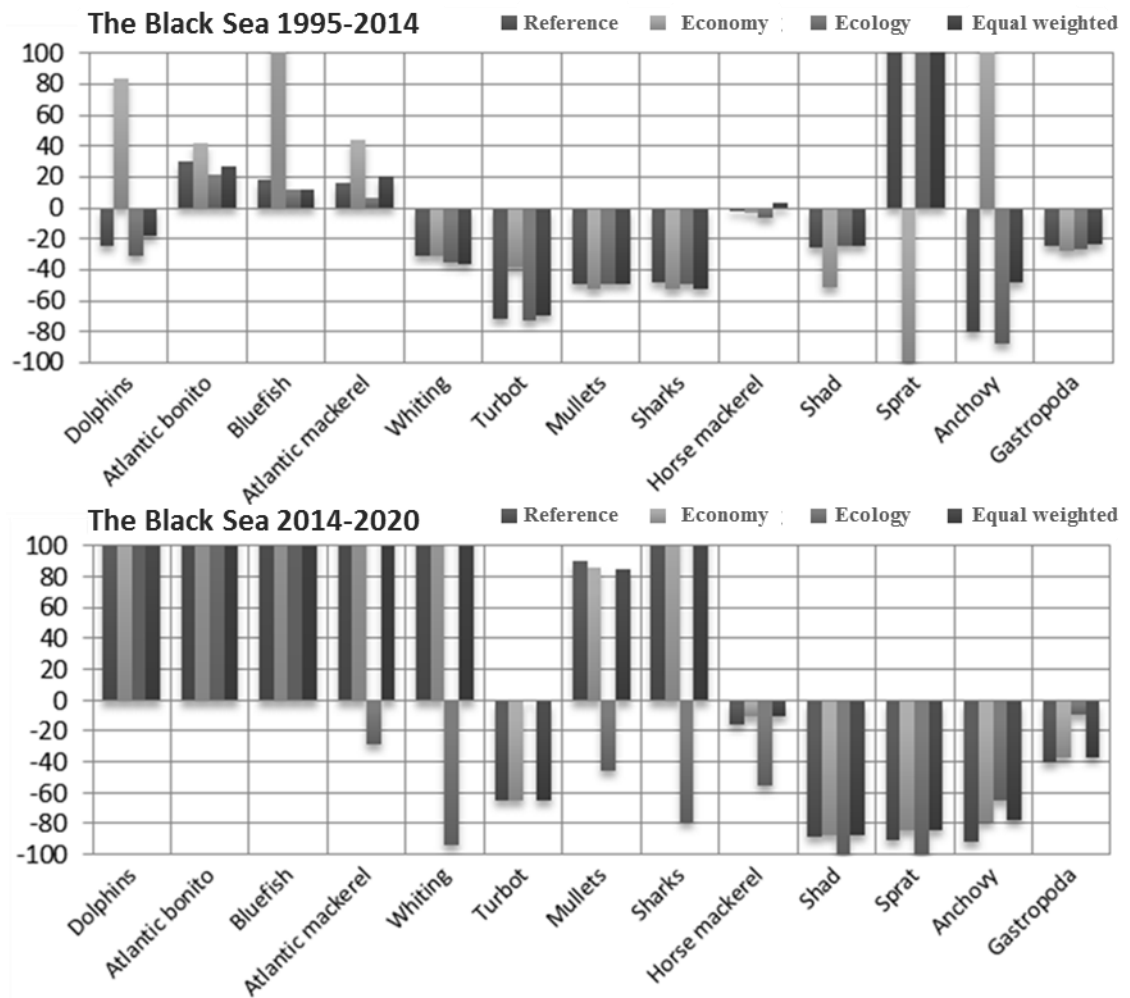 The Black Sea 1995-2014 Reference Economy Ecology Equal weighted
100
80
60
40
20
0
-20
-40
-60
-80
-100
Dolphins
Atlantic bonito
Bluefish
Atlantic mackerel
Whiting
Turbot
Mullets
Sharks
Horse mackerel
Shad
Sprat
Anchovy
Gastropoda
The Black Sea 2014-2020 Reference Economy Ecology Equal weighted
100
80
60
40
20
0
-20
-40
-60
-80
-100
Dolphins
Atlantic bonito
Bluefish
Atlantic mackerel
Whiting
Turbot
Mullets
Sharks
Horse mackerel
Shad
Sprat
Anchovy
Gastropoda